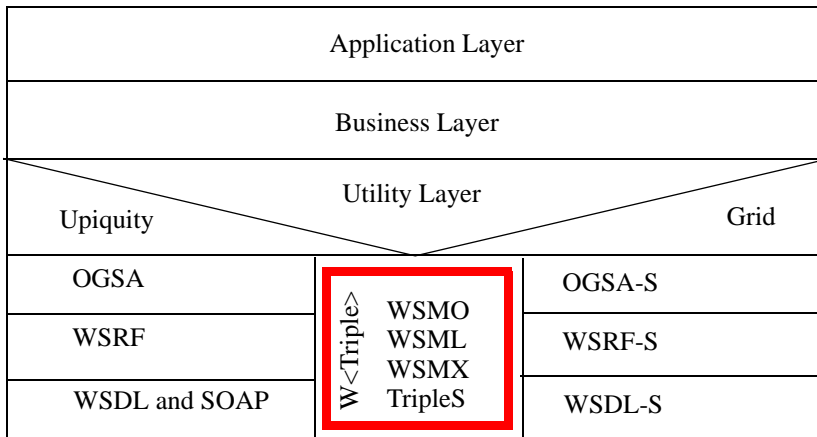 Application Layer
Business Layer
Utility Layer
Upiquity
Grid
OGSA
WSRF
WSDL and SOAP
W<Triple>
WSMO
WSML
WSMX
TripleS
OGSA-S
WSRF-S
WSDL-S